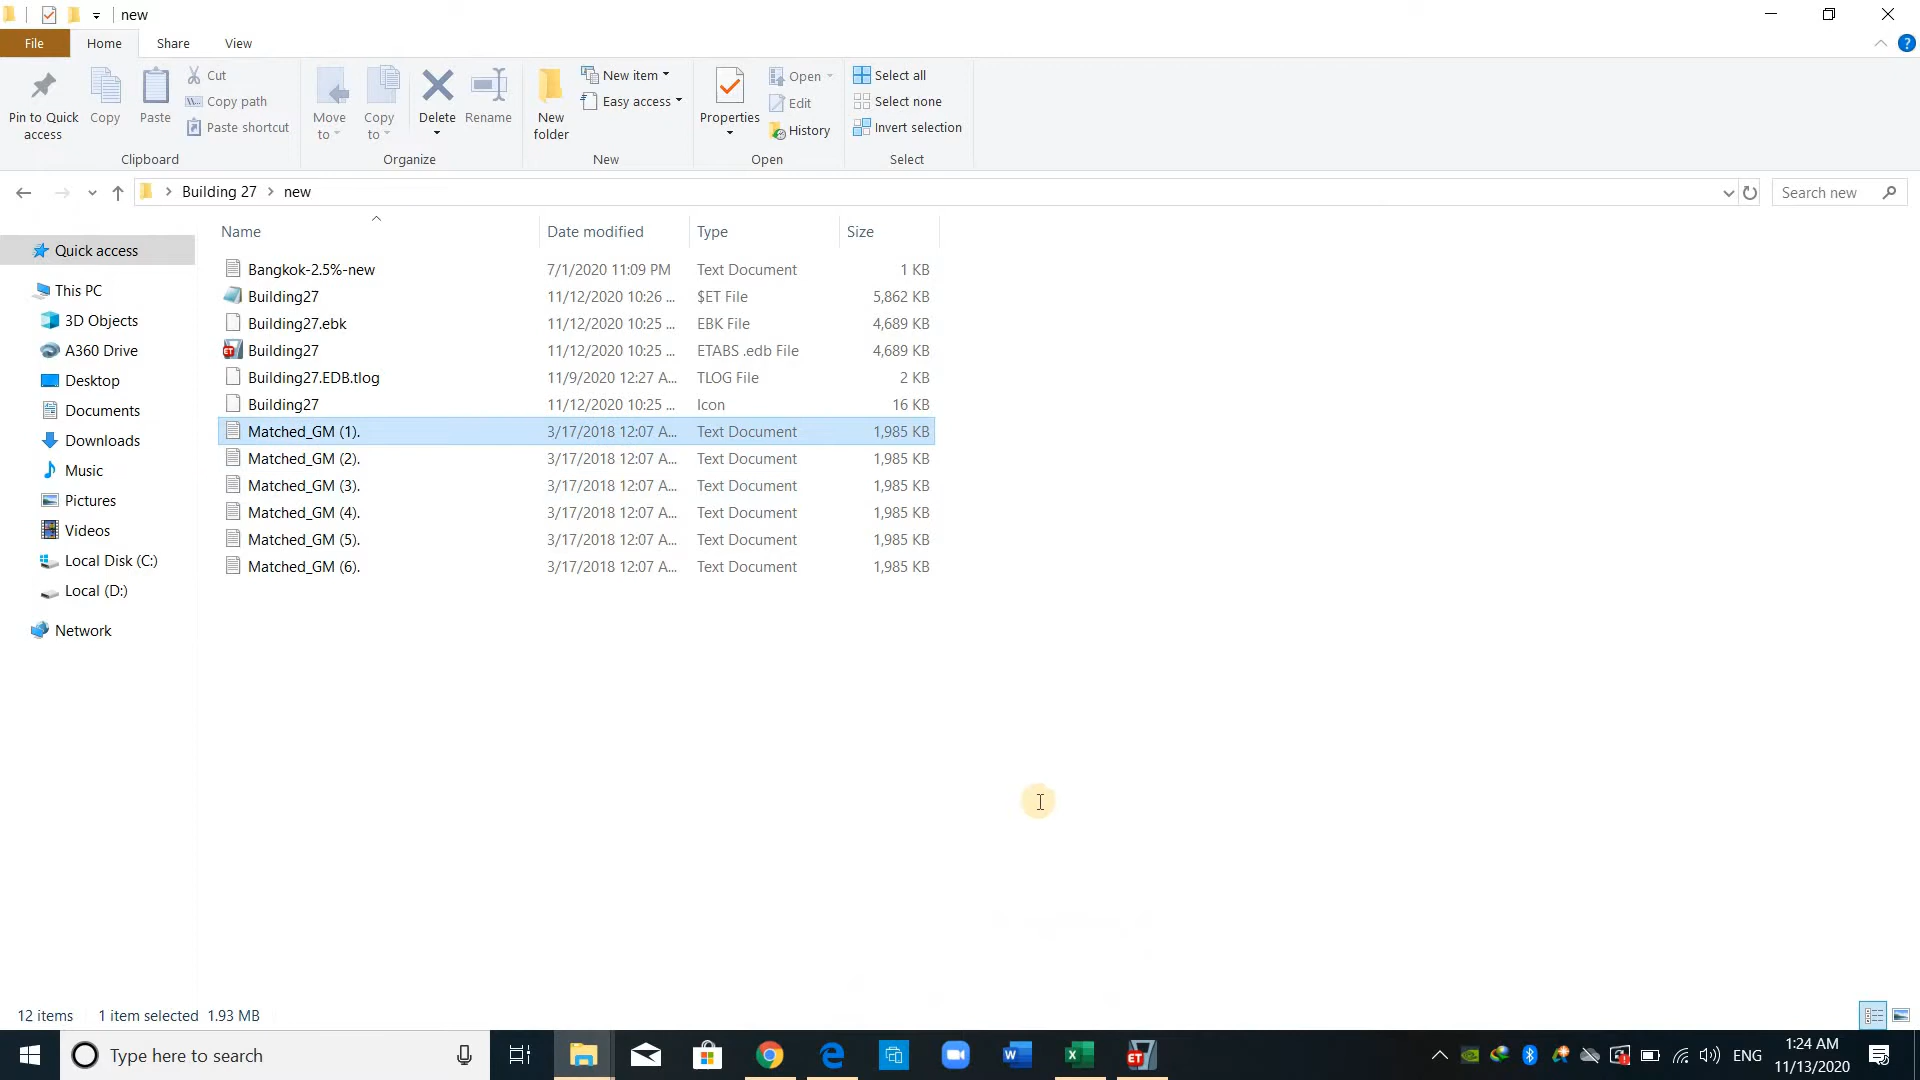 new
File Home Share View
Pin to Quick access
Copy
Paste
Cut
Copy path
Paste shortcut
Clipboard
Move to
Copy to
Delete
Rename
Organize
New folder
New item
Easy access
New
Properties
Open
Edit
History
Open
Select all
Select none
Invert selection
Select
Building 27 > new
Search new
Name Date modified Type Size
Quick access
This PC
3D Objects
A360 Drive
Desktop
Documents
Downloads
Music
Pictures
Videos
Local Disk (C:)
Local (D:)
Network
Bangkok-2.5%-new 7/1/2020 11:09 PM Text Document 1 KB
Building27 11/12/2020 10:26 ... $ET File 5,862 KB
Building27.ebk 11/12/2020 10:25 ... EBK File 4,689 KB
Building27 11/12/2020 10:25 ... ETABS .edb File 4,689 KB
Building27.EDB.tlog 11/9/2020 12:27 A... TLOG File 2 KB
Building27 11/12/2020 10:25 ... Icon 16 KB
Matched_GM (1). 3/17/2018 12:07 A... Text Document 1,985 KB
Matched_GM (2). 3/17/2018 12:07 A... Text Document 1,985 KB
Matched_GM (3). 3/17/2018 12:07 A... Text Document 1,985 KB
Matched_GM (4). 3/17/2018 12:07 A... Text Document 1,985 KB
Matched_GM (5). 3/17/2018 12:07 A... Text Document 1,985 KB
Matched_GM (6). 3/17/2018 12:07 A... Text Document 1,985 KB
12 items 1 item selected 1.93 MB
Type here to search
ENG
1:24 AM
11/13/2020